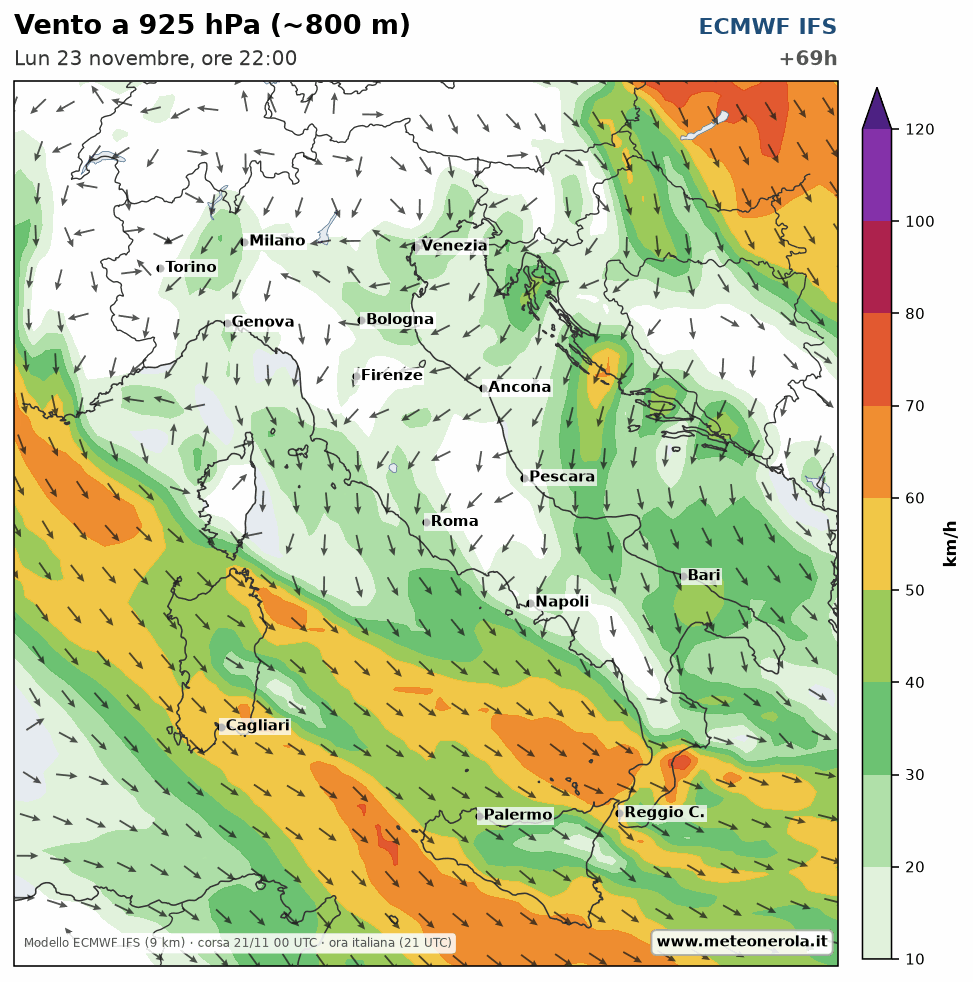 Vento a 925 hPa (~800 m)
ECMWF IFS
Lun 23 novembre, ore 22:00
+69h
Milano
Venezia
Torino
Genova
Bologna
Firenze
Ancona
Pescara
Roma
Bari
Napoli
Cagliari
Palermo
Reggio C.
120
100
80
70
60
50
40
30
20
10
km/h
Modello ECMWF IFS (9 km) · corsa 21/11 00 UTC · ora italiana (21 UTC)
www.meteonerola.it